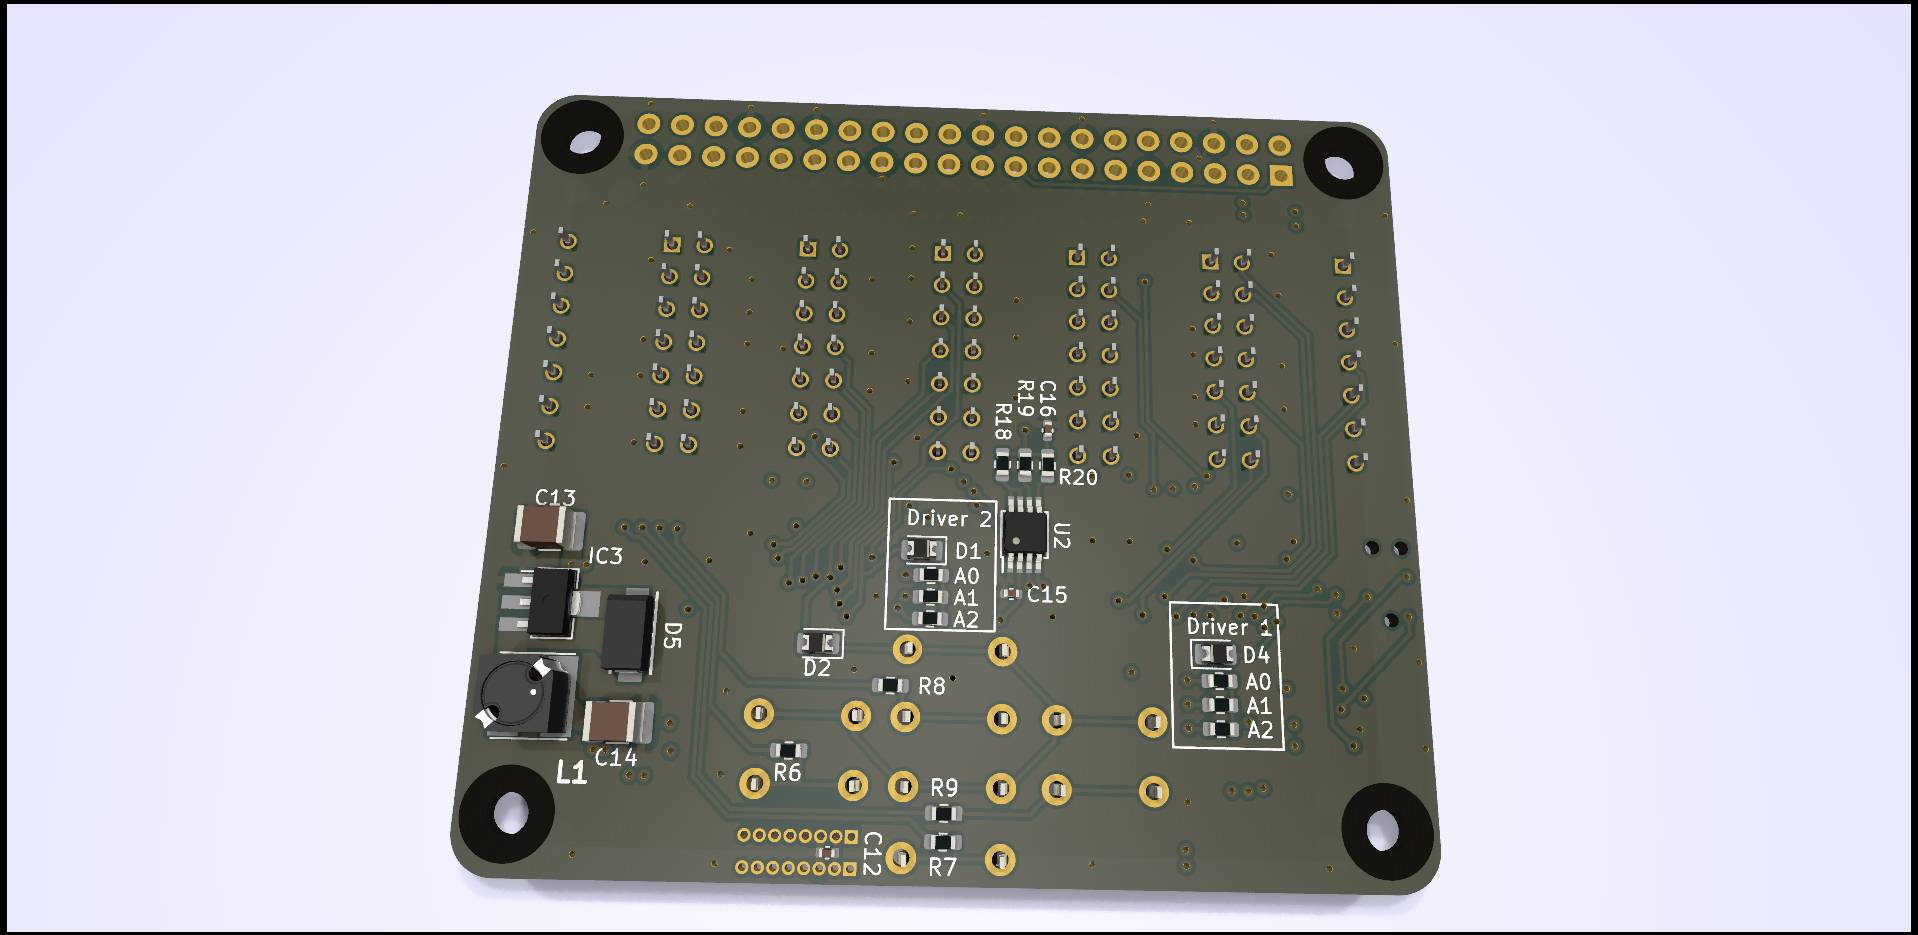 C16
R19
R18
R20
C13
Driver 2
U2
IC3
D1
A0
A1
A2
C15
D5
Driver 1
D2
D4
R8
A0
A1
A2
C14
L1
R6
R9
C12
R7